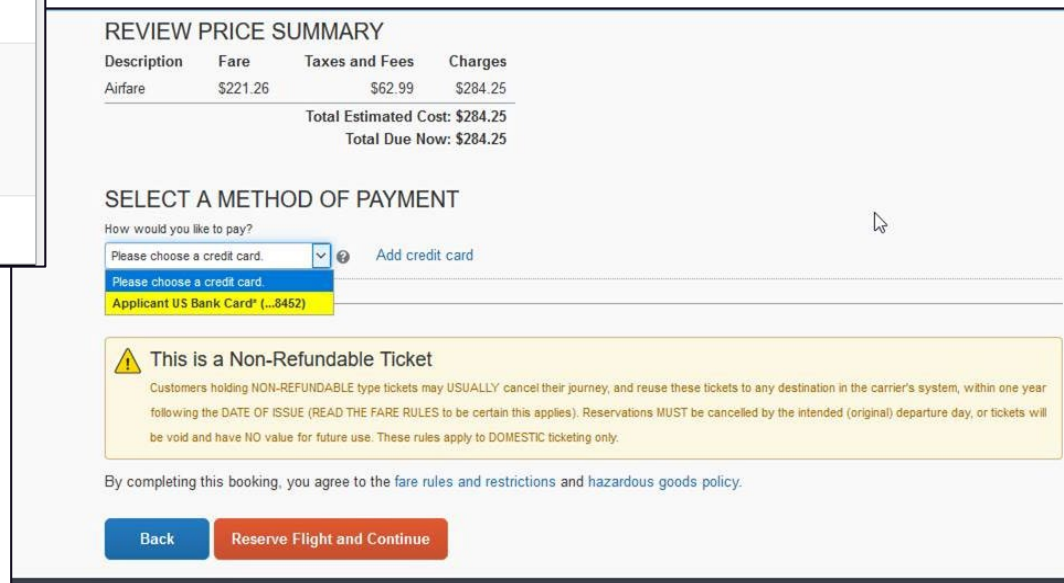 REVIEW PRICE SUMMARY
Description Fare Taxes and Fees Charges
Airfare $221.26 $62.99 $284.25
Total Estimated Cost: $284.25
Total Due Now: $284.25
SELECT A METHOD OF PAYMENT
How would you like to pay?
Please choose a credit card. Add credit card
Please choose a credit card.
Applicant US Bank Card* (...8452)
This is a Non-Refundable Ticket
Customers holding NON-REFUNDABLE type tickets may USUALLY cancel their journey, and reuse these tickets to any destination in the carrier's system, within one year
following the DATE OF ISSUE (READ THE FARE RULES to be certain this applies). Reservations MUST be cancelled by the intended (original) departure day, or tickets will
be void and have NO value for future use. These rules apply to DOMESTIC ticketing only.
By completing this booking, you agree to the fare rules and restrictions and hazardous goods policy.
Back Reserve Flight and Continue